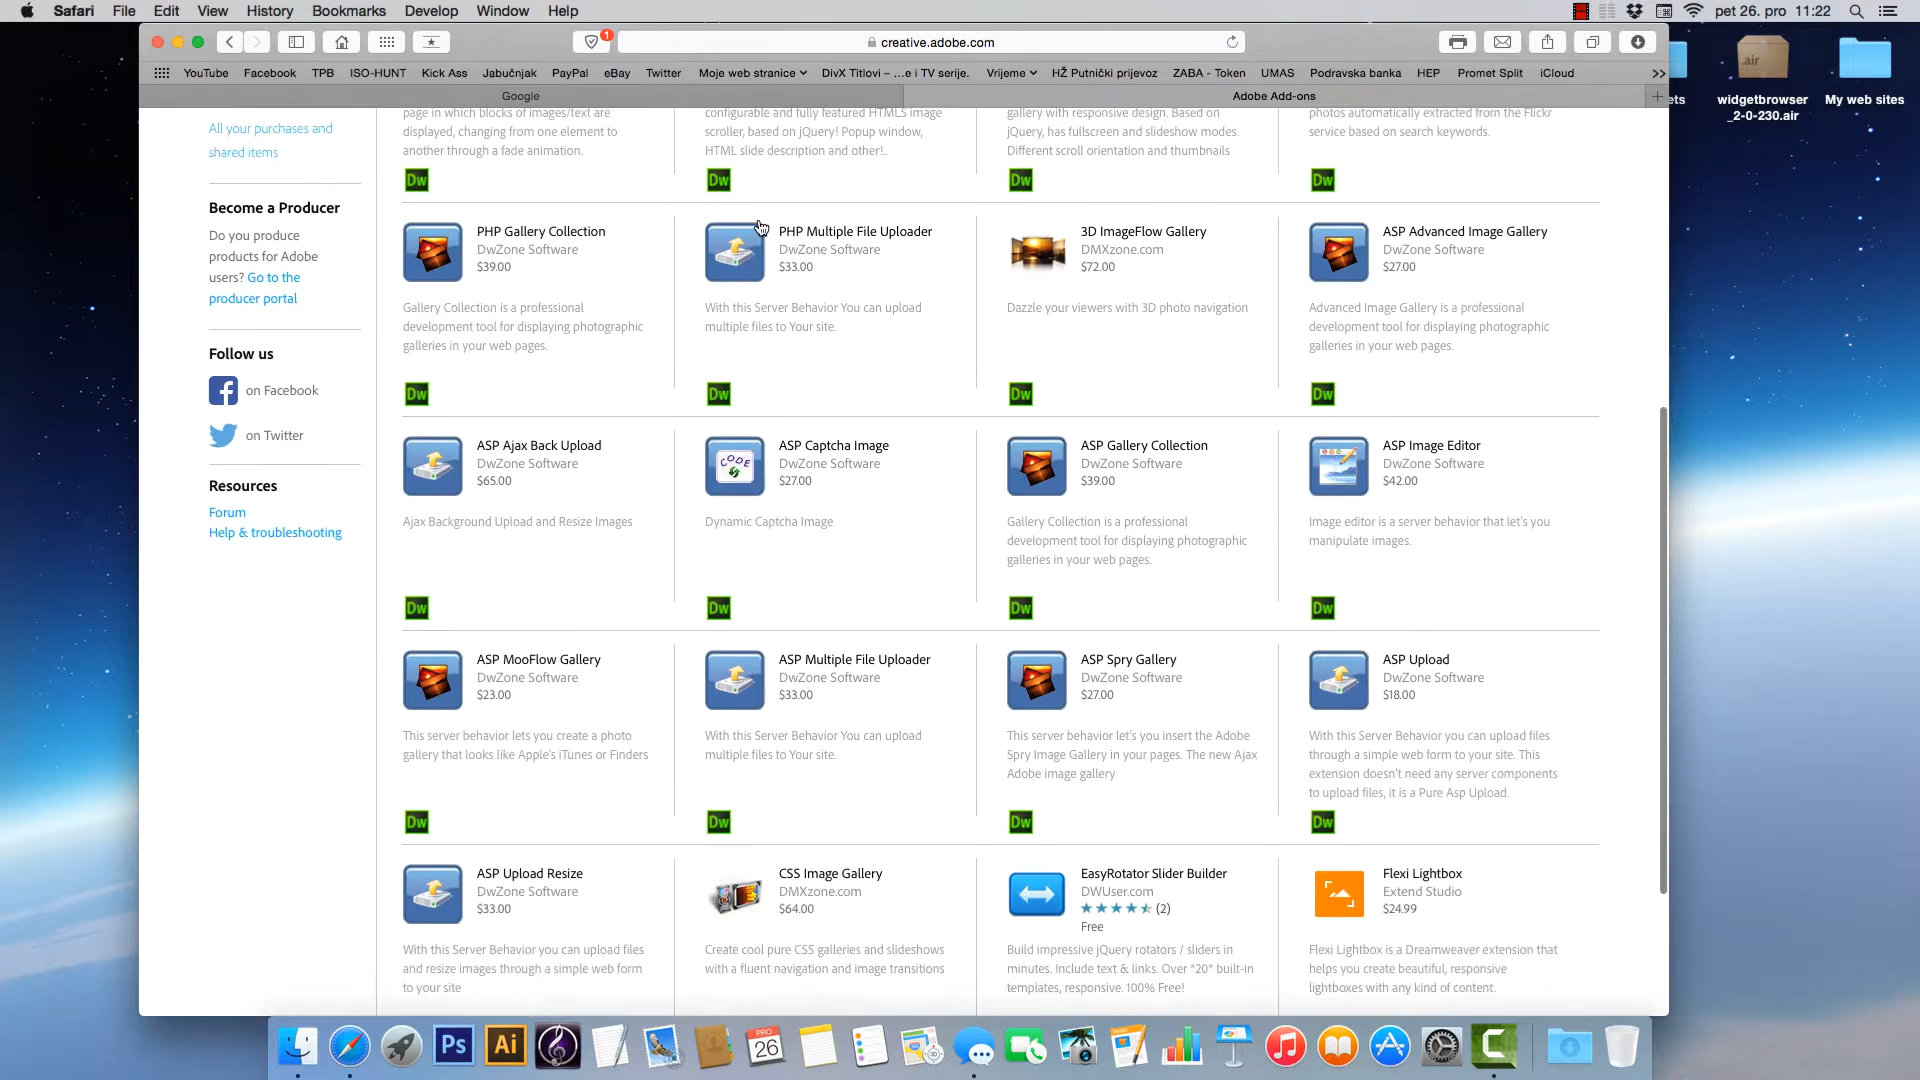 Safari File Edit View History Bookmarks Develop Window Help
pet 26. pro 11:22
1
creative.adobe.com
YouTube Facebook TPB ISO-HUNT Kick Ass Jabučnjak PayPal eBay Twitter Moje web stranice DivX Titlovi – ...e i TV serije. Vrijeme HŽ Putnički prijevoz ZABA - Token UMAS Podravska banka HEP Promet Split iCloud
Google
Adobe Add-ons
.air
ets
widgetbrowser
_2-0-230.air
My web sites
All your purchases and
shared items
Become a Producer
Do you produce
products for Adobe
users? Go to the
producer portal
Follow us
on Facebook
on Twitter
Resources
Forum
Help & troubleshooting
page in which blocks of images/text are
displayed, changing from one element to
another through a fade animation.
Dw
configurable and fully featured HTML5 image
scroller, based on jQuery! Popup window,
HTML slide description and other!..
Dw
gallery with responsive design. Based on
jQuery, has fullscreen and slideshow modes.
Different scroll orientation and thumbnails
Dw
photos automatically extracted from the Flickr
service based on search keywords.
Dw
PHP Gallery Collection
DwZone Software
$39.00
Gallery Collection is a professional
development tool for displaying photographic
galleries in your web pages.
Dw
PHP Multiple File Uploader
DwZone Software
$33.00
With this Server Behavior You can upload
multiple files to Your site.
Dw
3D ImageFlow Gallery
DMXzone.com
$72.00
Dazzle your viewers with 3D photo navigation
Dw
ASP Advanced Image Gallery
DwZone Software
$27.00
Advanced Image Gallery is a professional
development tool for displaying photographic
galleries in your web pages.
Dw
ASP Ajax Back Upload
DwZone Software
$65.00
Ajax Background Upload and Resize Images
Dw
CODE
ASP Captcha Image
DwZone Software
$27.00
Dynamic Captcha Image
Dw
ASP Gallery Collection
DwZone Software
$39.00
Gallery Collection is a professional
development tool for displaying photographic
galleries in your web pages.
Dw
ASP Image Editor
DwZone Software
$42.00
Image editor is a server behavior that let's you
manipulate images.
Dw
ASP MooFlow Gallery
DwZone Software
$23.00
This server behavior lets you create a photo
gallery that looks like Apple's iTunes or Finders
Dw
ASP Multiple File Uploader
DwZone Software
$33.00
With this Server Behavior You can upload
multiple files to Your site.
Dw
ASP Spry Gallery
DwZone Software
$27.00
This server behavior let's you insert the Adobe
Spry Image Gallery in your pages. The new Ajax
Adobe image gallery
Dw
ASP Upload
DwZone Software
$18.00
With this Server Behavior you can upload files
through a simple web form to your site. This
extension doesn't need any server components
to upload files, it is a Pure Asp Upload.
Dw
ASP Upload Resize
DwZone Software
$33.00
With this Server Behavior you can upload files
and resize images through a simple web form
to your site
CSS Image Gallery
DMXzone.com
$64.00
Create cool pure CSS galleries and slideshows
with a fluent navigation and image transitions
EasyRotator Slider Builder
DWUser.com
(2)
Free
Build impressive jQuery rotators / sliders in
minutes. Include text & links. Over *20* built-in
templates, responsive. 100% Free!
Flexi Lightbox
Extend Studio
$24.99
Flexi Lightbox is a Dreamweaver extension that
helps you create beautiful, responsive
lightboxes with any kind of content.
Ps
Ai
PRO
26